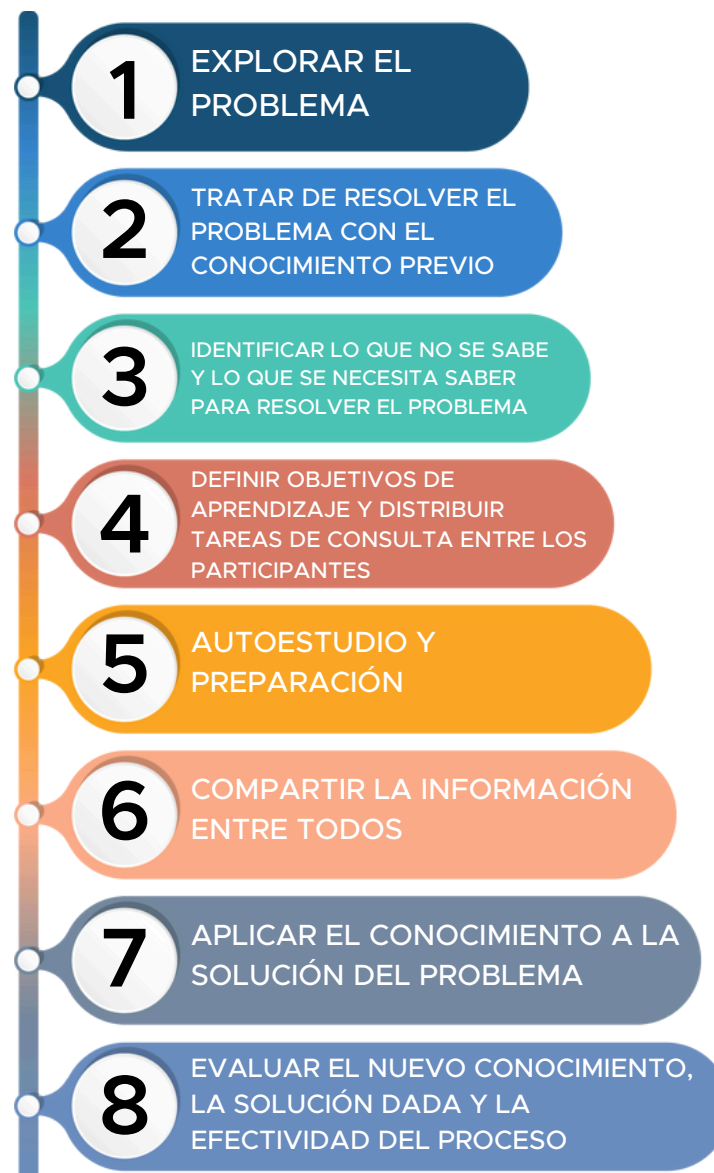 1
EXPLORAR EL
PROBLEMA
2
TRATAR DE RESOLVER EL
PROBLEMA CON EL
CONOCIMIENTO PREVIO
3
IDENTIFICAR LO QUE NO SE SABE
Y LO QUE SE NECESITA SABER
PARA RESOLVER EL PROBLEMA
4
DEFINIR OBJETIVOS DE
APRENDIZAJE Y DISTRIBUIR
TAREAS DE CONSULTA ENTRE LOS
PARTICIPANTES
5
AUTOESTUDIO Y
PREPARACIÓN
6
COMPARTIR LA INFORMACIÓN
ENTRE TODOS
7
APLICAR EL CONOCIMIENTO A LA
SOLUCIÓN DEL PROBLEMA
8
EVALUAR EL NUEVO CONOCIMIENTO,
LA SOLUCIÓN DADA Y LA
EFECTIVIDAD DEL PROCESO